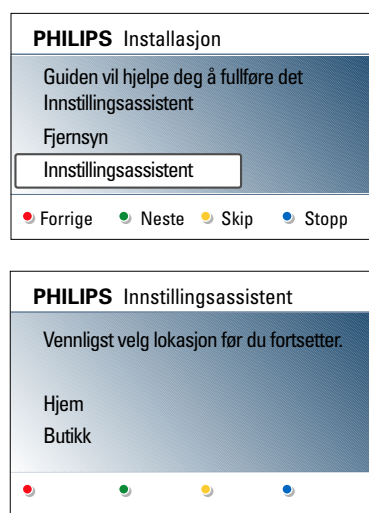 PHILIPS Installasjon
Guiden vil hjelpe deg å fullføre det
Innstillingsassistent
Fjernsyn
Innstillingsassistent
Forrige Neste Skip Stopp
PHILIPS Innstillingsassistent
Vennligst velg lokasjon før du fortsetter.
Hjem
Butikk